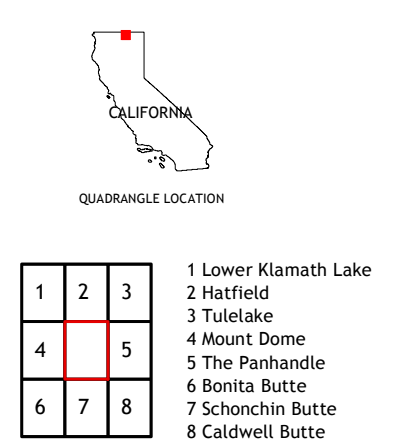 CALIFORNIA
QUADRANGLE LOCATION
1 2 3
4 5
6 7 8
1 Lower Klamath Lake
2 Hatfield
3 Tulelake
4 Mount Dome
5 The Panhandle
6 Bonita Butte
7 Schonchin Butte
8 Caldwell Butte